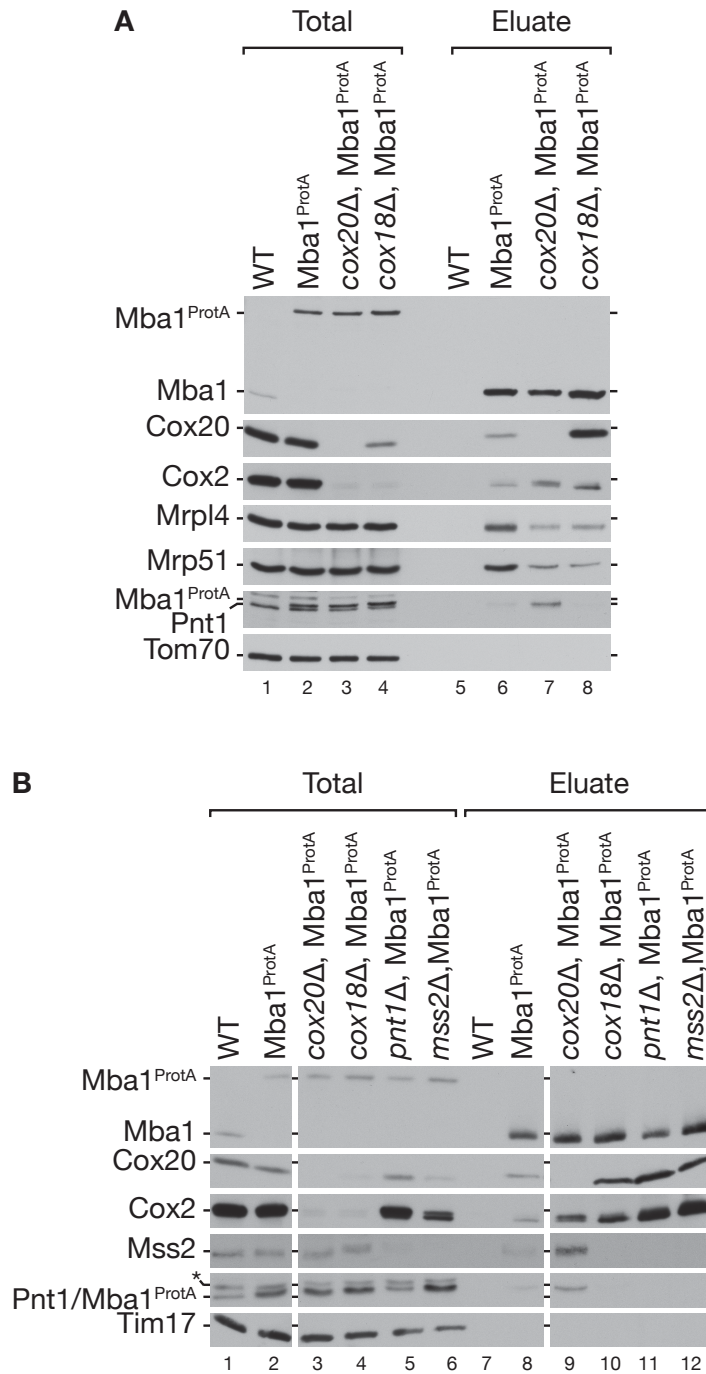 A
Total Eluate
WT Mba1ProtA cox20Δ, Mba1ProtA cox18Δ, Mba1ProtA WT Mba1ProtA cox20Δ, Mba1ProtA cox18Δ, Mba1ProtA
Mba1ProtA
Mba1
Cox20
Cox2
Mrpl4
Mrp51
Mba1ProtA
Pnt1
Tom70
1 2 3 4 5 6 7 8
B
Total Eluate
WT Mba1ProtA cox20Δ, Mba1ProtA cox18Δ, Mba1ProtA pnt1Δ, Mba1ProtA mss2Δ,Mba1ProtA WT Mba1ProtA cox20Δ, Mba1ProtA cox18Δ, Mba1ProtA pnt1Δ, Mba1ProtA mss2Δ,Mba1ProtA
Mba1ProtA
Mba1
Cox20
Cox2
Mss2
*
Pnt1/Mba1ProtA
Tim17
1 2 3 4 5 6 7 8 9 10 11 12